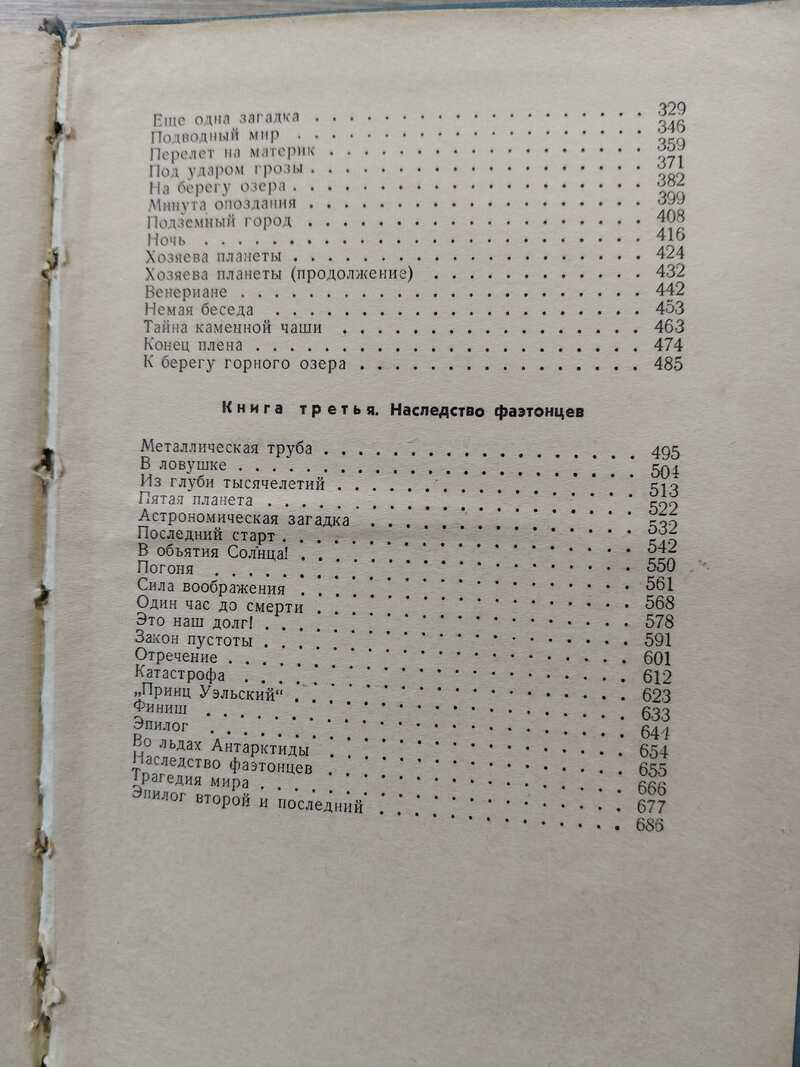 Еще одна загадка . . . . . . . . . . . . . . . . . . . . 329
Подводный мир . . . . . . . . . . . . . . . . . . . . 346
Перелет на материк . . . . . . . . . . . . . . . . . . . 359
Под ударом грозы . . . . . . . . . . . . . . . . . . . . 371
На берегу озера . . . . . . . . . . . . . . . . . . . . 382
Минута опоздания . . . . . . . . . . . . . . . . . . . . 399
Подземный город . . . . . . . . . . . . . . . . . . . . 408
Ночь . . . . . . . . . . . . . . . . . . . . . . . . . . 416
Хозяева планеты . . . . . . . . . . . . . . . . . . . . 424
Хозяева планеты (продолжение) . . . . . . . . . . . . 432
Венериане . . . . . . . . . . . . . . . . . . . . . . . 442
Немая беседа . . . . . . . . . . . . . . . . . . . . . 453
Тайна каменной чаши . . . . . . . . . . . . . . . . . 463
Конец плена . . . . . . . . . . . . . . . . . . . . . . 474
К берегу горного озера . . . . . . . . . . . . . . . . 485
Книга третья. Наследство фаэтонцев
Металлическая труба . . . . . . . . . . . . . . . . . . 495
В ловушке . . . . . . . . . . . . . . . . . . . . . . . 504
Из глуби тысячелетий . . . . . . . . . . . . . . . . . 513
Пятая планета . . . . . . . . . . . . . . . . . . . . . 522
Астрономическая загадка . . . . . . . . . . . . . . . 532
Последний старт . . . . . . . . . . . . . . . . . . . . 542
В обьятия Солнца! . . . . . . . . . . . . . . . . . . . 550
Погоня . . . . . . . . . . . . . . . . . . . . . . . . 561
Сила воображения . . . . . . . . . . . . . . . . . . . 568
Один час до смерти . . . . . . . . . . . . . . . . . . 578
Это наш долг! . . . . . . . . . . . . . . . . . . . . . 591
Закон пустоты . . . . . . . . . . . . . . . . . . . . . 601
Отречение . . . . . . . . . . . . . . . . . . . . . . . 612
Катастрофа . . . . . . . . . . . . . . . . . . . . . . 623
„Принц Уэльский“ . . . . . . . . . . . . . . . . . . . 633
Финиш . . . . . . . . . . . . . . . . . . . . . . . . 641
Эпилог . . . . . . . . . . . . . . . . . . . . . . . . 654
Во льдах Антарктиды . . . . . . . . . . . . . . . . . 655
Наследство фаэтонцев . . . . . . . . . . . . . . . . . 666
Трагедия мира . . . . . . . . . . . . . . . . . . . . . 677
Эпилог второй и последний . . . . . . . . . . . . . . 686